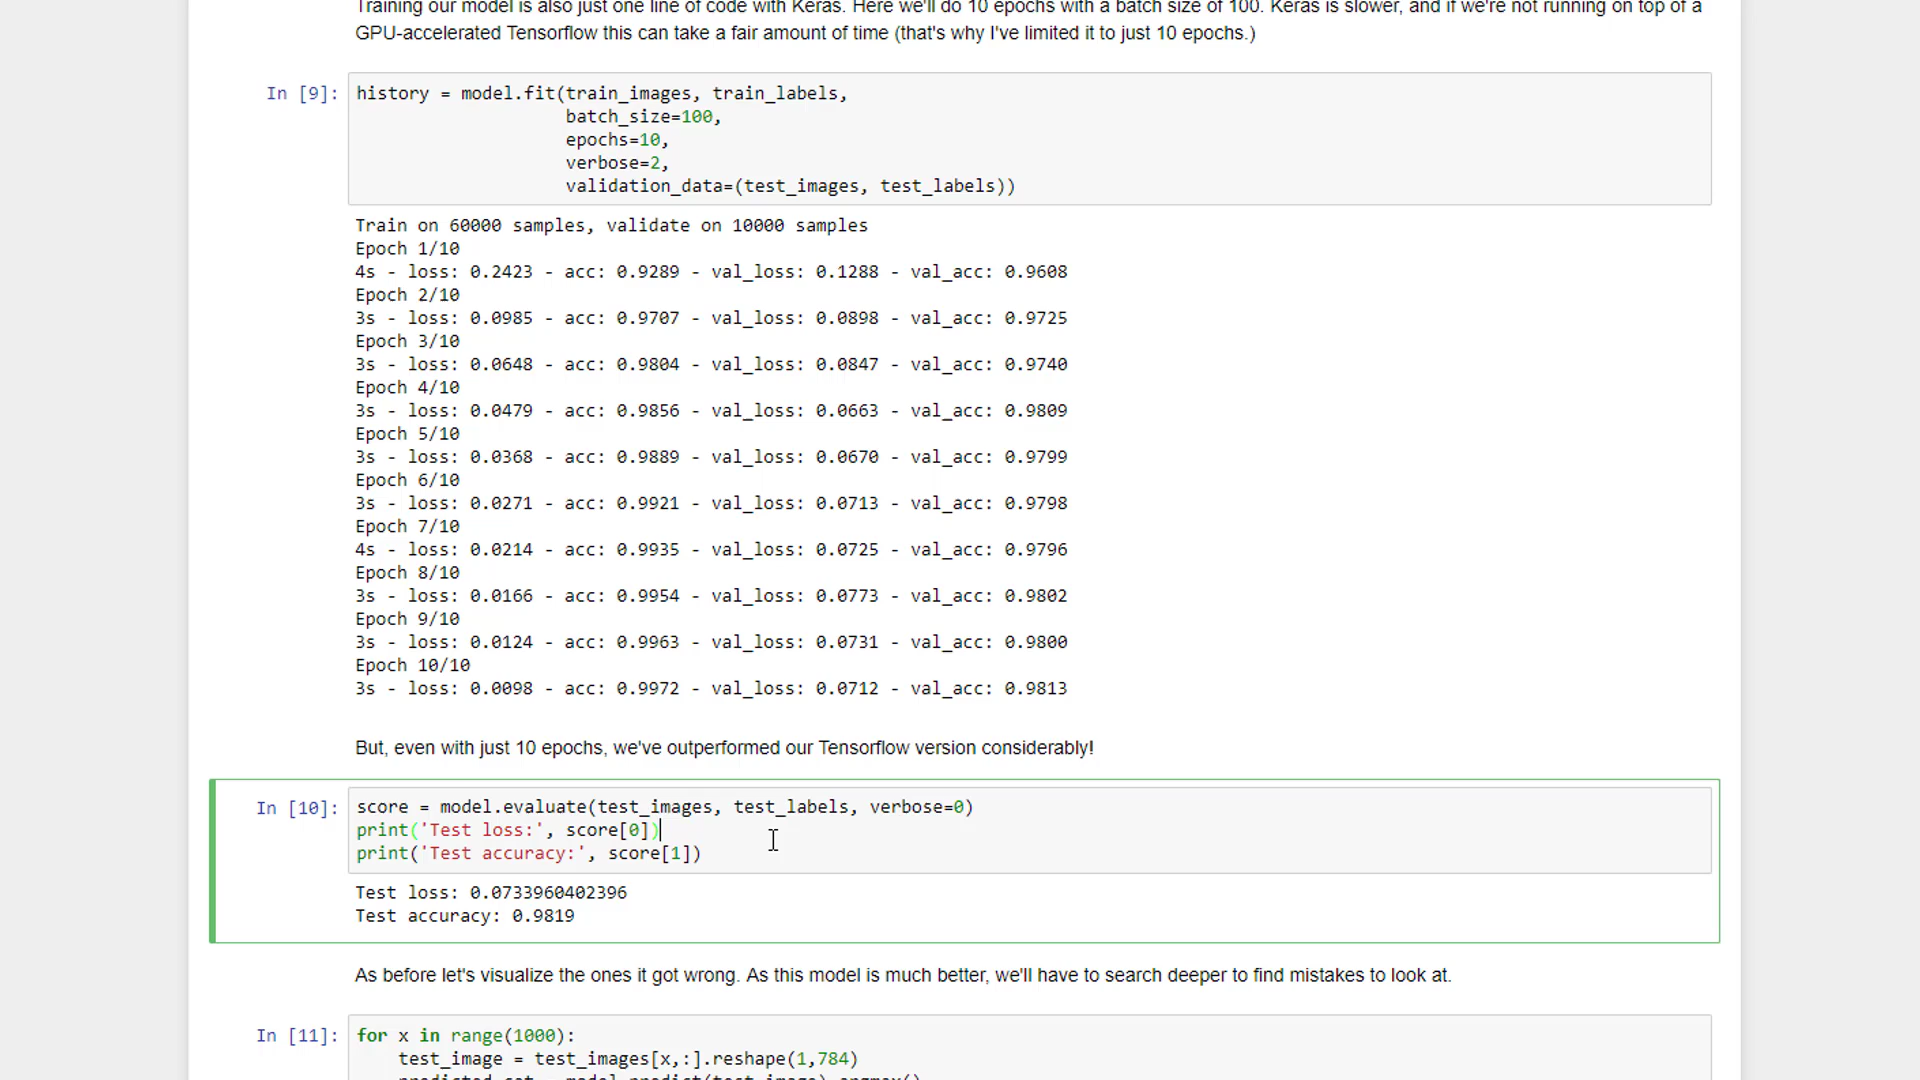 Training our model is also just one line of code with Keras. Here we'll do 10 epochs with a batch size of 100. Keras is slower, and if we're not running on top of a
GPU-accelerated Tensorflow this can take a fair amount of time (that's why I've limited it to just 10 epochs.)
In [9]: history = model.fit(train_images, train_labels,
batch_size=100,
epochs=10,
verbose=2,
validation_data=(test_images, test_labels))
Train on 60000 samples, validate on 10000 samples
Epoch 1/10
4s - loss: 0.2423 - acc: 0.9289 - val_loss: 0.1288 - val_acc: 0.9608
Epoch 2/10
3s - loss: 0.0985 - acc: 0.9707 - val_loss: 0.0898 - val_acc: 0.9725
Epoch 3/10
3s - loss: 0.0648 - acc: 0.9804 - val_loss: 0.0847 - val_acc: 0.9740
Epoch 4/10
3s - loss: 0.0479 - acc: 0.9856 - val_loss: 0.0663 - val_acc: 0.9809
Epoch 5/10
3s - loss: 0.0368 - acc: 0.9889 - val_loss: 0.0670 - val_acc: 0.9799
Epoch 6/10
3s - loss: 0.0271 - acc: 0.9921 - val_loss: 0.0713 - val_acc: 0.9798
Epoch 7/10
4s - loss: 0.0214 - acc: 0.9935 - val_loss: 0.0725 - val_acc: 0.9796
Epoch 8/10
3s - loss: 0.0166 - acc: 0.9954 - val_loss: 0.0773 - val_acc: 0.9802
Epoch 9/10
3s - loss: 0.0124 - acc: 0.9963 - val_loss: 0.0731 - val_acc: 0.9800
Epoch 10/10
3s - loss: 0.0098 - acc: 0.9972 - val_loss: 0.0712 - val_acc: 0.9813
But, even with just 10 epochs, we've outperformed our Tensorflow version considerably!
In [10]: score = model.evaluate(test_images, test_labels, verbose=0)
print('Test loss:', score[0])
print('Test accuracy:', score[1])
Test loss: 0.0733960402396
Test accuracy: 0.9819
As before let's visualize the ones it got wrong. As this model is much better, we'll have to search deeper to find mistakes to look at.
In [11]: for x in range(1000):
test_image = test_images[x,:].reshape(1,784)
predicted_cat = model.predict(test_image).argmax()